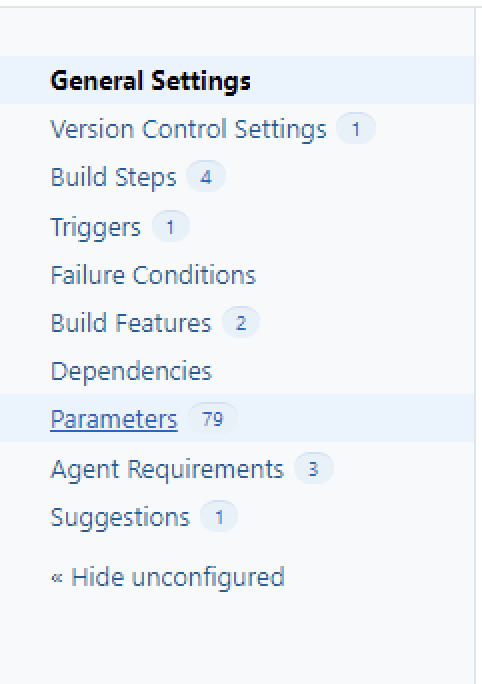 General Settings
Version Control Settings 1
Build Steps 4
Triggers 1
Failure Conditions
Build Features 2
Dependencies
Parameters 79
Agent Requirements 3
Suggestions 1
« Hide unconfigured